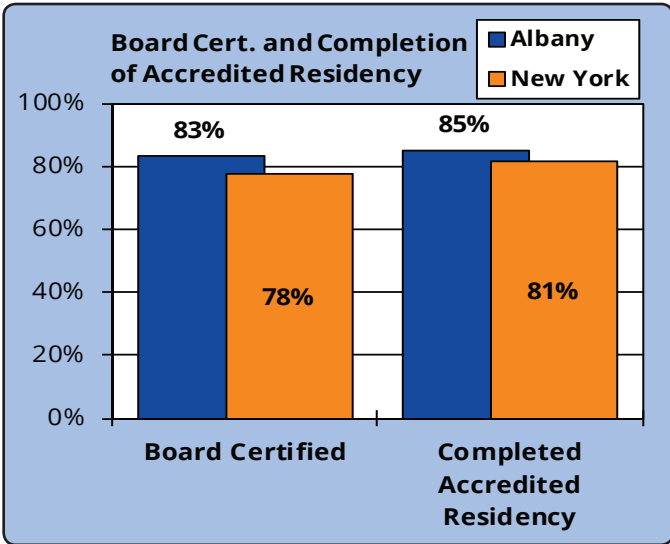 Board Cert. and Completion
of Accredited Residency
Albany
New York
100%
80%
60%
40%
20%
0%
83%
78%
85%
81%
Board Certified
Completed
Accredited
Residency